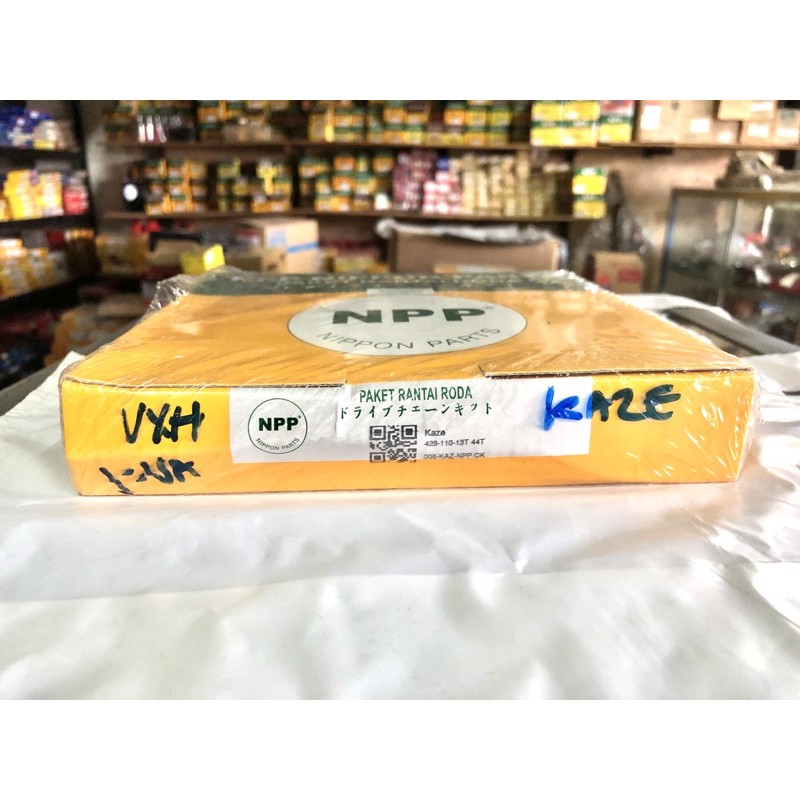 NPP
NIPPON PARTS
PAKET RANTAI RODA
ドライブチェーンキット
NPP
NIPPON PARTS
Kaze
428-110-13T 44T
008-KAZ-NPP CK
VYH
KAZE